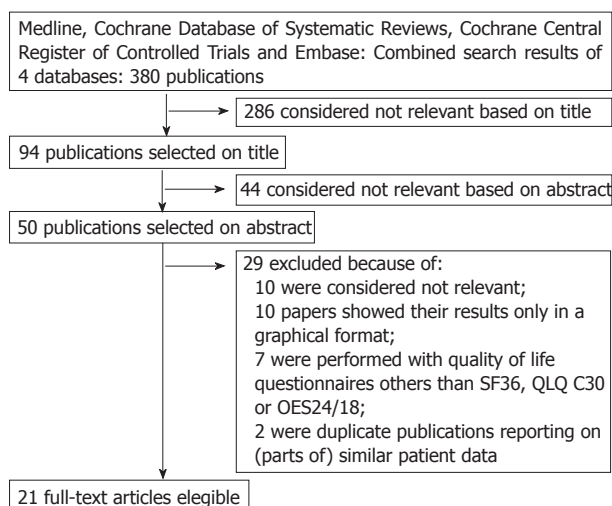 Medline, Cochrane Database of Systematic Reviews, Cochrane Central
Register of Controlled Trials and Embase: Combined search results of
4 databases: 380 publications
286 considered not relevant based on title
94 publications selected on title
44 considered not relevant based on abstract
50 publications selected on abstract
29 excluded because of:
10 were considered not relevant;
10 papers showed their results only in a
graphical format;
7 were performed with quality of life
questionnaires others than SF36, QLQ C30
or OES24/18;
2 were duplicate publications reporting on
(parts of) similar patient data
21 full-text articles elegible